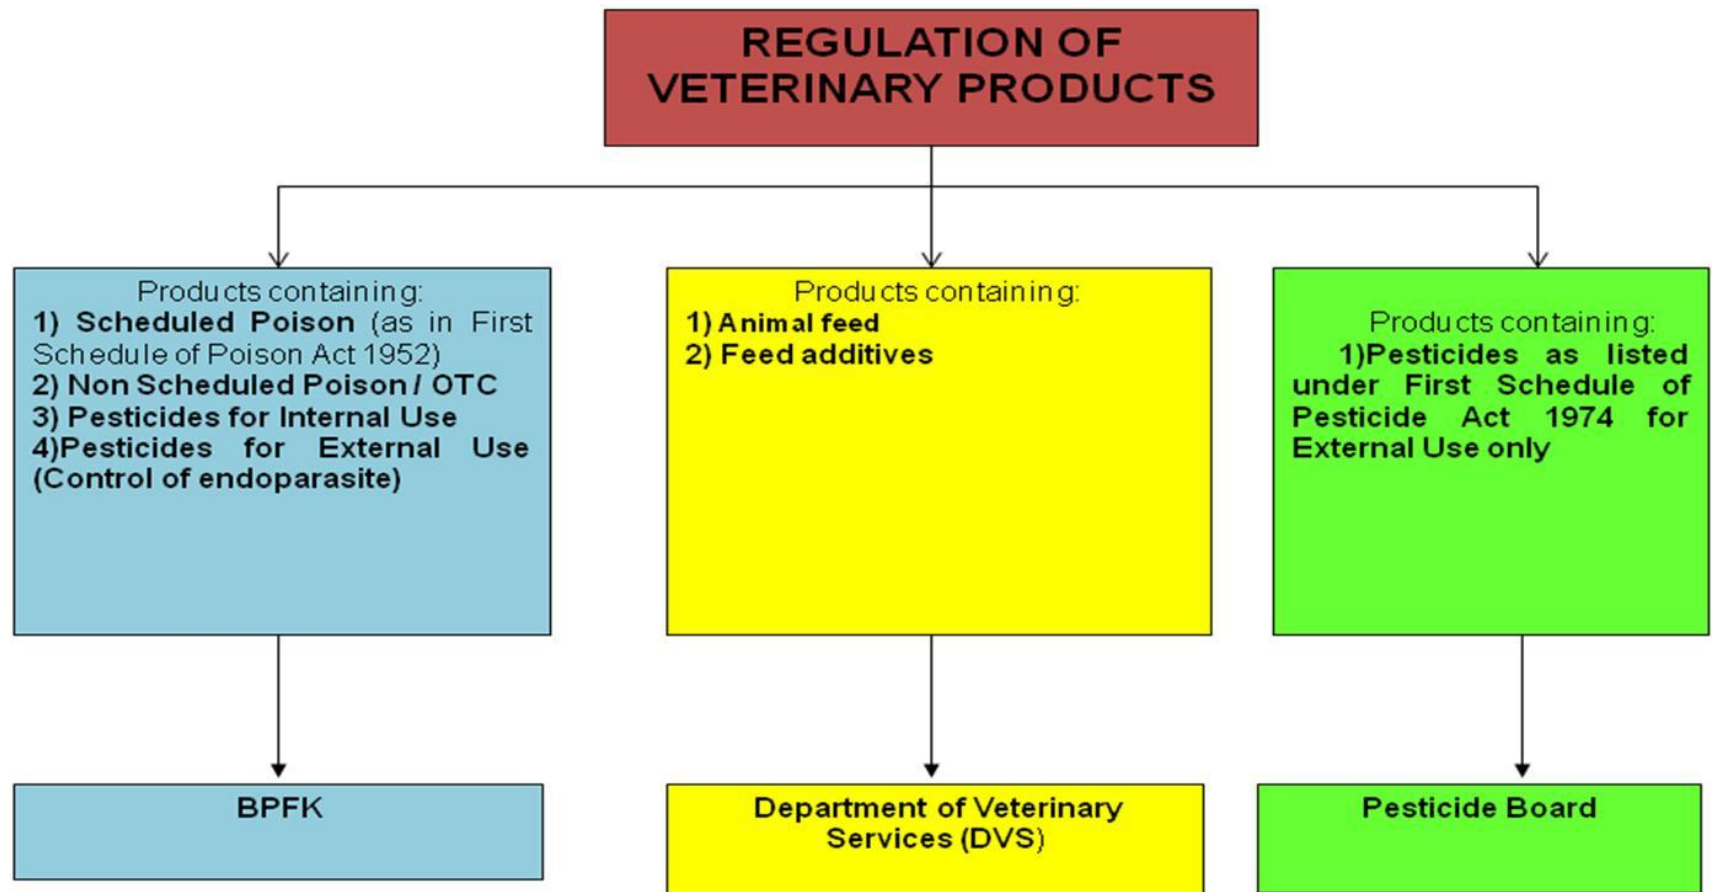 REGULATION OF
VETERINARY PRODUCTS
Products containing:
1) Scheduled Poison (as in First
Schedule of Poison Act 1952)
2) Non Scheduled Poison / OTC
3) Pesticides for Internal Use
4)Pesticides for External Use
(Control of endoparasite)
Products containing:
1) Animal feed
2) Feed additives
Products containing:
1)Pesticides as listed
under First Schedule of
Pesticide Act 1974 for
External Use only
BPFK
Department of Veterinary
Services (DVS)
Pesticide Board